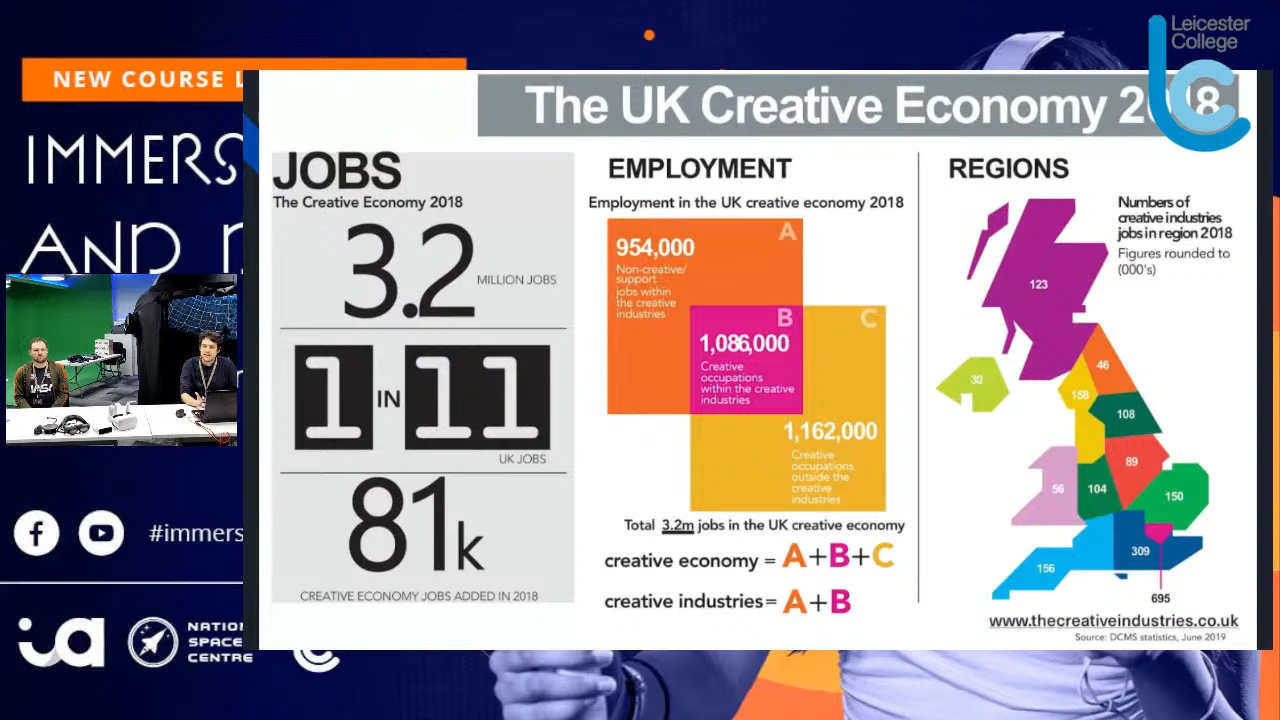 Leicester
College
NEW COURSE L
IMMERS
AND
#immers
NATION
SPACE
CENTRE
The UK Creative Economy 2018
JOBS
The Creative Economy 2018
3.2
MILLION JOBS
1 IN 11
UK JOBS
81k
CREATIVE ECONOMY JOBS ADDED IN 2018
EMPLOYMENT
Employment in the UK creative economy 2018
A
954,000
Non-creative/
support
jobs within
the creative
industries
B
1,086,000
Creative
occupations
within the creative
industries
C
1,162,000
Creative
occupations
outside the
creative
industries
Total 3.2m jobs in the UK creative economy
creative economy = A+B+C
creative industries= A+B
REGIONS
Numbers of
creative industries
jobs in region 2018
Figures rounded to
(000's)
123
46
30
158
108
89
56
104
150
309
156
695
www.thecreativeindustries.co.uk
Source: DCMS statistics, June 2019